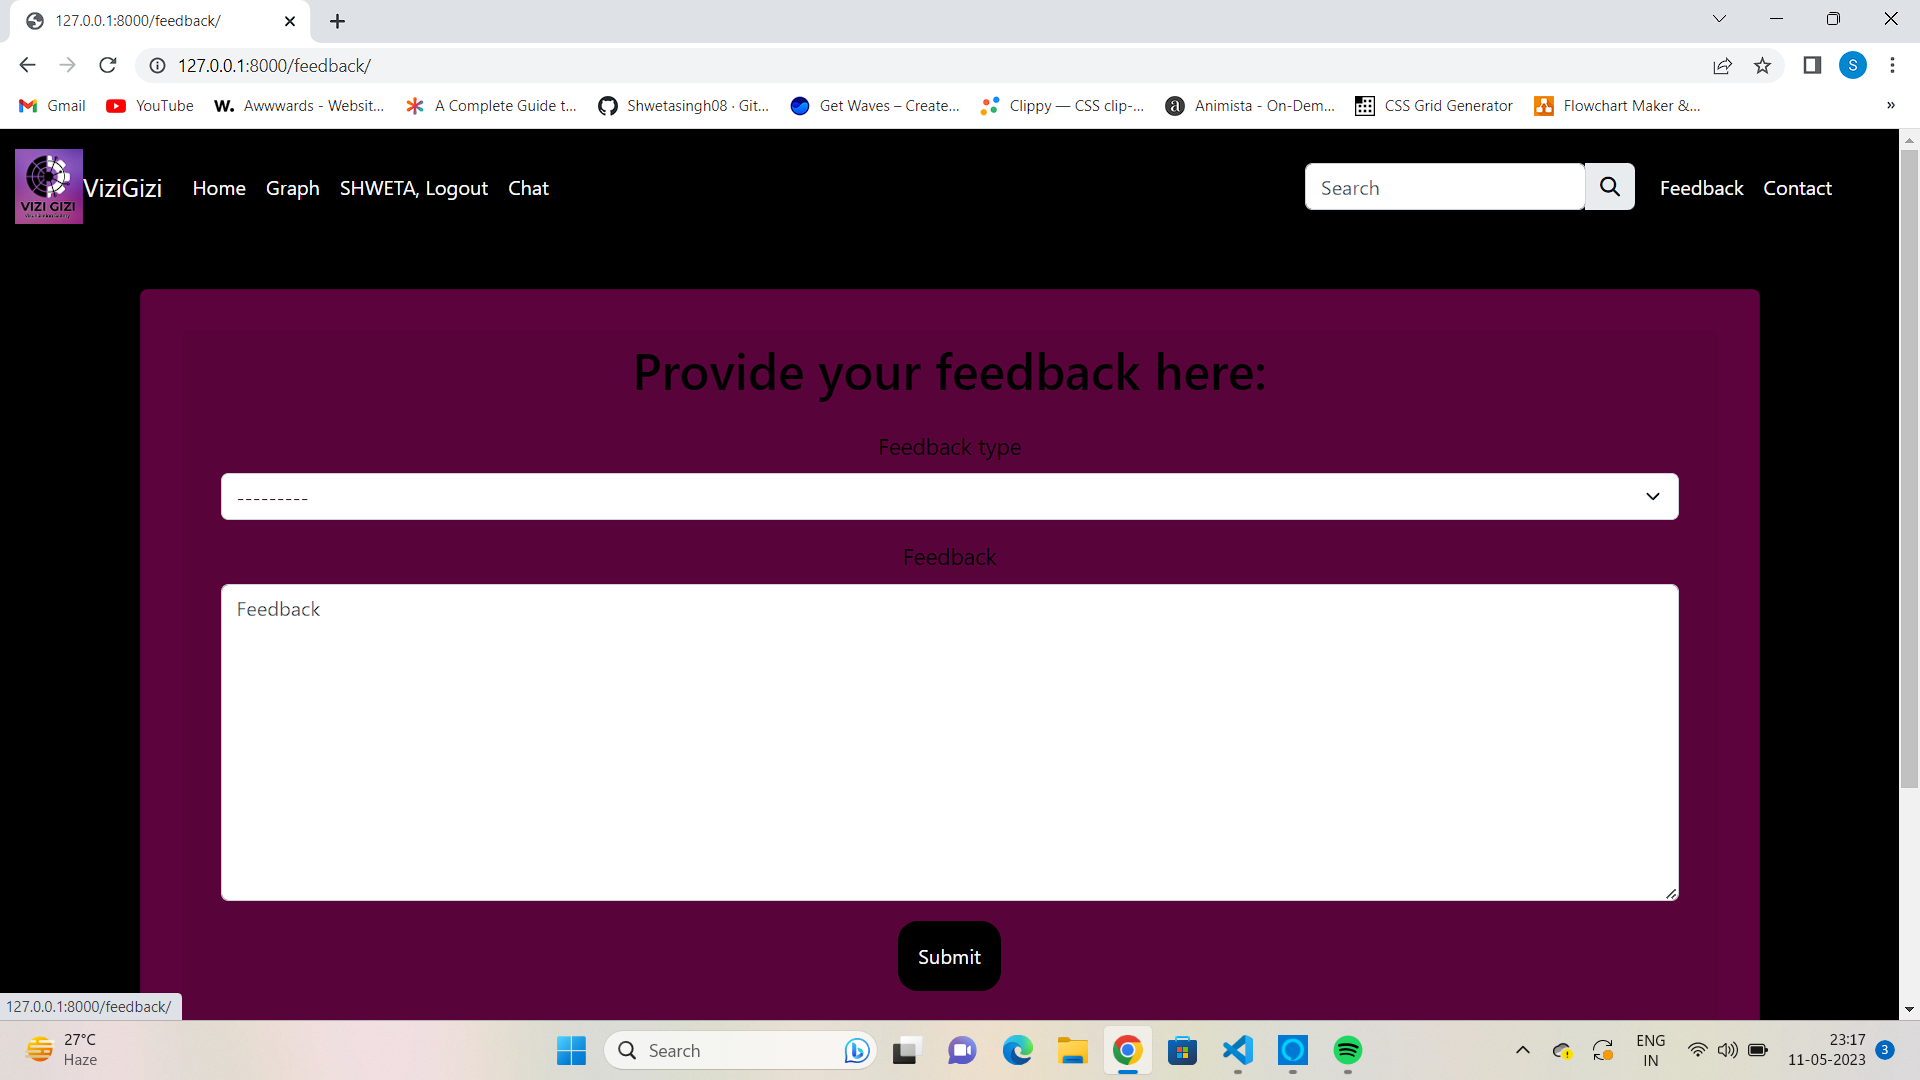 127.0.0.1:8000/feedback/
127.0.0.1:8000/feedback/
S
Gmail
YouTube
W. Awwwards - Websit...
A Complete Guide t...
Shwetasingh08 · Git...
Get Waves – Create...
Clippy — CSS clip-...
a Animista - On-Dem...
CSS Grid Generator
Flowchart Maker &...
»
VIZI GIZI
ViziGizi
Home
Graph
SHWETA, Logout
Chat
Search
Feedback
Contact
Provide your feedback here:
Feedback type
---------
Feedback
Feedback
Submit
127.0.0.1:8000/feedback/
27°C
Haze
Search
ENG
IN
23:17
11-05-2023
3